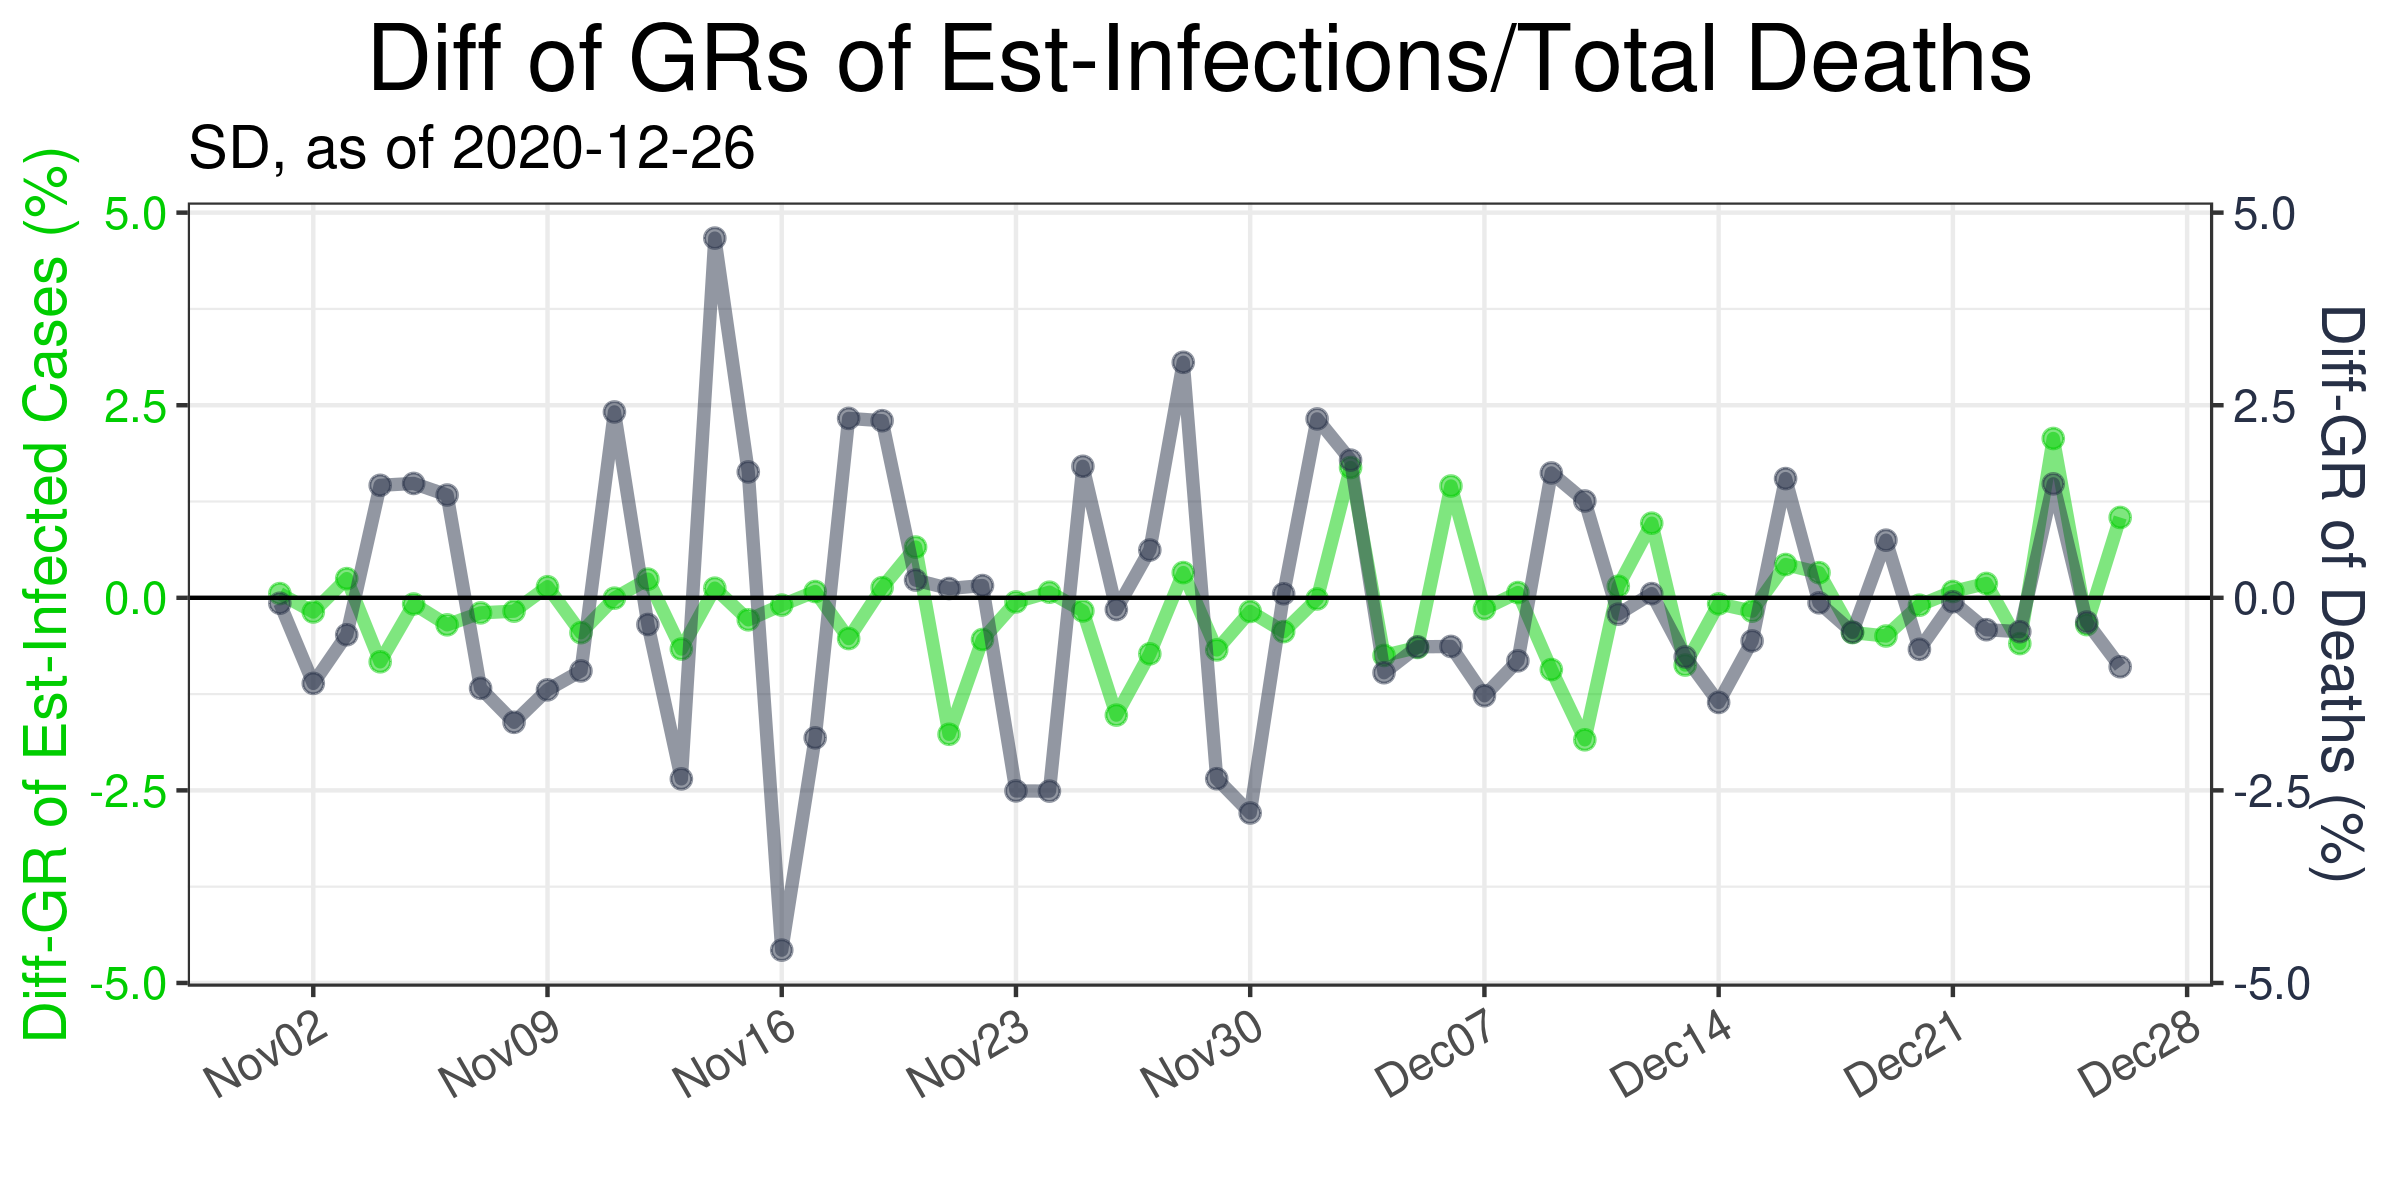 Diff of GRs of Est-Infections/Total Deaths
SD, as of 2020-12-26
Diff-GR of Est-Infected Cases (%)
5.0
2.5
0.0
-2.5
-5.0
5.0
2.5
0.0
-2.5
-5.0
Diff-GR of Deaths (%)
Nov02
Nov09
Nov16
Nov23
Nov30
Dec07
Dec14
Dec21
Dec28